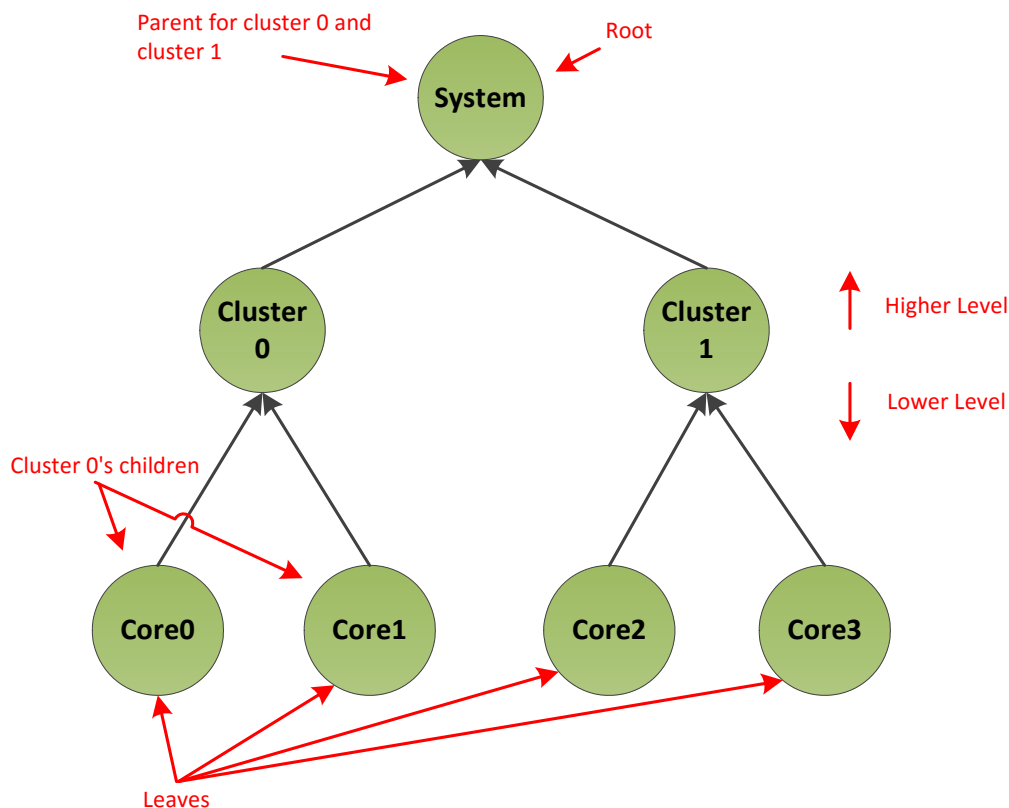 Parent for cluster 0 and
cluster 1
Root
System
Cluster
0
Cluster
1
Higher Level
Lower Level
Cluster 0's children
Core0
Core1
Core2
Core3
Leaves